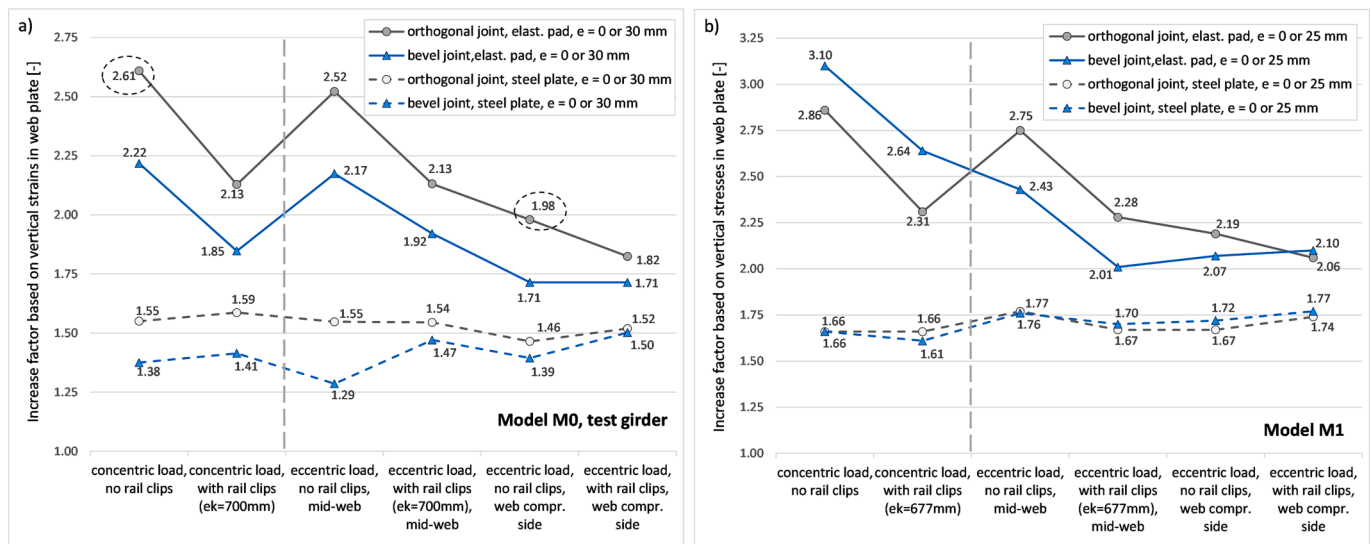 a)
Increase factor based on vertical strains in web plate [-]
2.75
2.50
2.25
2.00
1.75
1.50
1.25
1.00
orthogonal joint, elast. pad, e = 0 or 30 mm
bevel joint,elast. pad, e = 0 or 30 mm
orthogonal joint, steel plate, e = 0 or 30 mm
bevel joint, steel plate, e = 0 or 30 mm
2.61
2.13
2.52
2.13
1.98
1.82
2.22
1.85
2.17
1.92
1.71
1.71
1.55
1.59
1.55
1.54
1.46
1.52
1.38
1.41
1.29
1.47
1.39
1.50
Model M0, test girder
concentric load,
no rail clips
concentric load,
with rail clips
(ek=700mm)
eccentric load,
no rail clips,
mid-web
eccentric load,
with rail clips
(ek=700mm),
mid-web
eccentric load,
no rail clips,
web compr.
side
eccentric load,
with rail clips,
web compr.
side
b)
Increase factor based on vertical stresses in web plate [-]
3.25
3.00
2.75
2.50
2.25
2.00
1.75
1.50
1.25
1.00
orthogonal joint, elast. pad, e = 0 or 25 mm
bevel joint,elast. pad, e = 0 or 25 mm
orthogonal joint, steel plate, e = 0 or 25 mm
bevel joint, steel plate, e = 0 or 25 mm
3.10
2.86
2.64
2.31
2.75
2.43
2.28
2.01
2.19
2.07
2.10
2.06
1.66
1.66
1.66
1.61
1.77
1.76
1.70
1.67
1.72
1.67
1.77
1.74
Model M1
concentric load,
no rail clips
concentric load,
with rail clips
(ek=677mm)
eccentric load,
no rail clips,
mid-web
eccentric load,
with rail clips
(ek=677mm),
mid-web
eccentric load,
no rail clips,
web compr.
side
eccentric load,
with rail clips,
web compr.
side